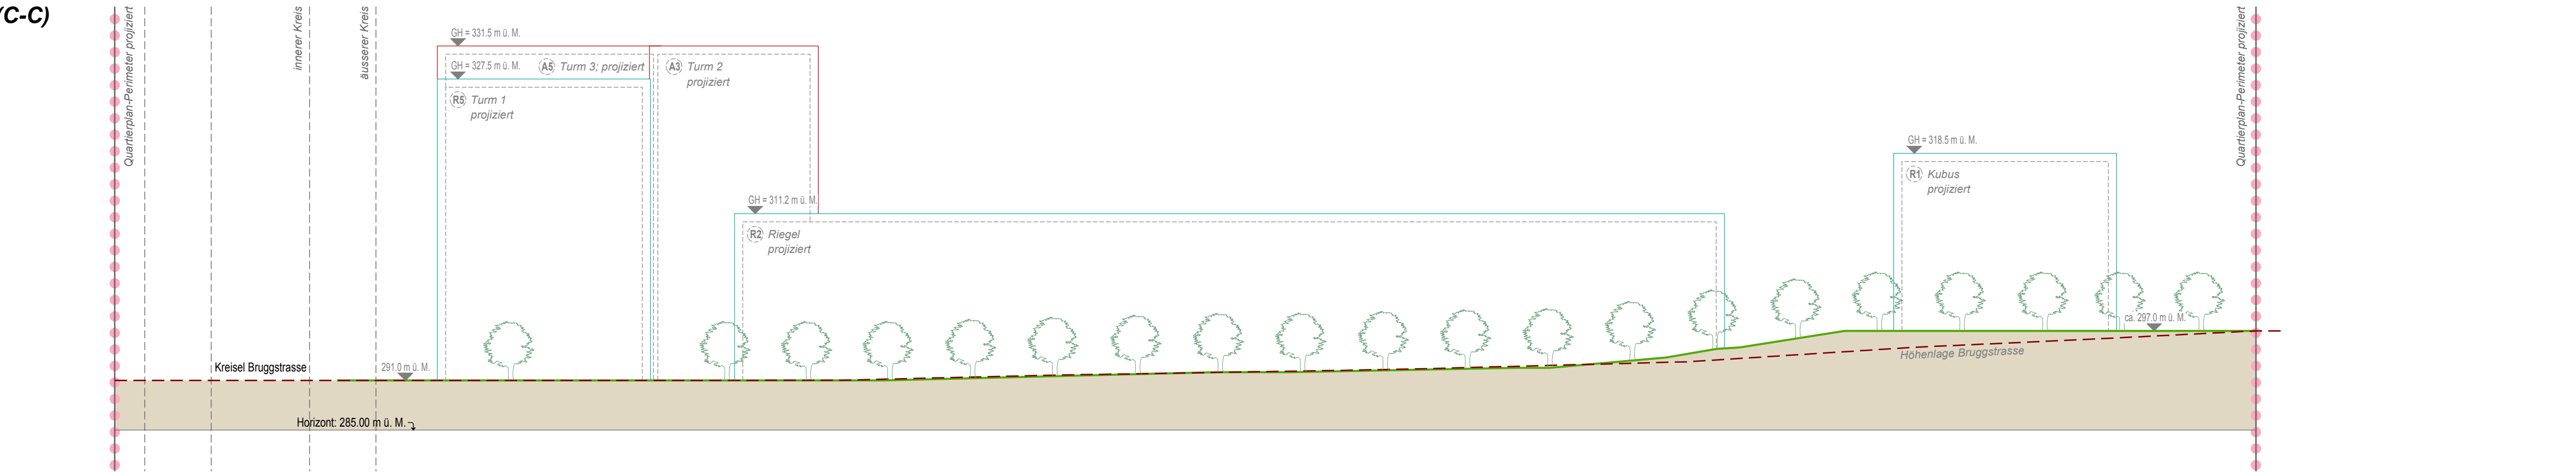 (C-C)
Quartierplan-Perimeter projiziert
innerer Kreis
äusserer Kreis
GH = 331.5 m ü. M.
GH = 327.5 m ü. M.
A5 Turm 3; projiziert
A3 Turm 2
projiziert
R5 Turm 1
projiziert
GH = 311.2 m ü. M.
R2 Riegel
projiziert
GH = 318.5 m ü. M.
R1 Kubus
projiziert
Quartierplan-Perimeter projiziert
ca. 297.0 m ü. M.
Höhenlage Bruggstrasse
Kreisel Bruggstrasse
291.0 m ü. M.
Horizont: 285.00 m ü. M.